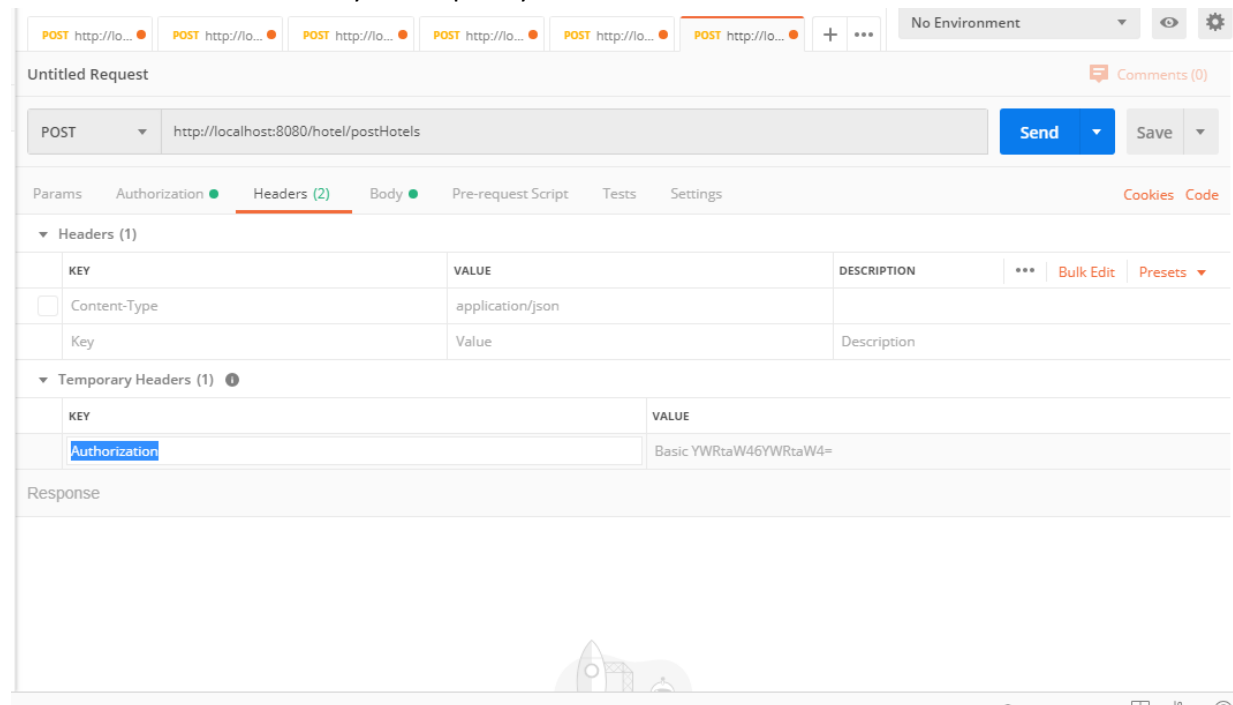 POST http://lo... POST http://lo... POST http://lo... POST http://lo... POST http://lo... POST http://lo... + ... No Environment
Untitled Request Comments (0)
POST http://localhost:8080/hotel/postHotels Send Save
Params Authorization Headers (2) Body Pre-request Script Tests Settings Cookies Code
Headers (1)
KEY VALUE DESCRIPTION ... Bulk Edit Presets
Content-Type application/json
Key Value Description
Temporary Headers (1)
KEY VALUE
Authorization Basic YWRtaW46YWRtaW4=
Response